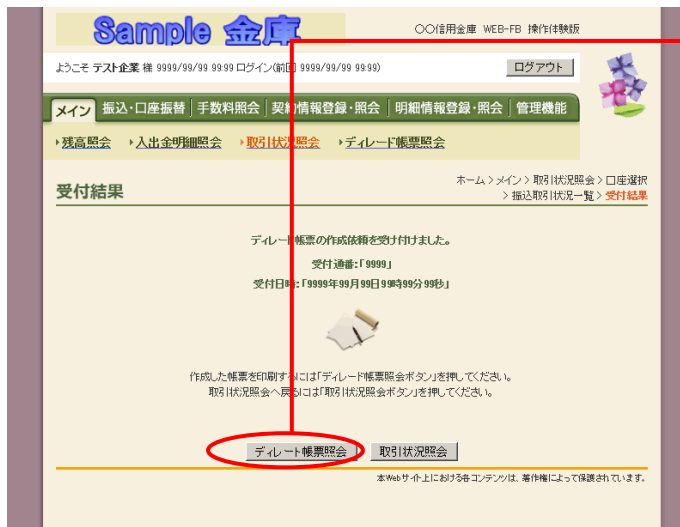 Sample 金庫
〇〇信用金庫 WEB-FB 操作体験版
ようこそ テスト企業 様 9999/99/99 99:99 ログイン(前回 9999/99/99 99:99)
ログアウト
メイン 振込・口座振替 手数料照会 契約情報登録・照会 明細情報登録・照会 管理機能
残高照会 入出金明細照会 取引状況照会 ディレード帳票照会
受付結果
ホーム > メイン > 取引状況照会 > 口座選択
> 振込取引状況一覧 > 受付結果
ディレード帳票の作成依頼を受け付けました。
受付通番:「9999」
受付日時:「9999年99月99日99時99分99秒」
作成した帳票を印刷するには「ディレード帳票照会ボタン」を押してください。
取引状況照会へ戻るには「取引状況照会ボタン」を押してください。
ディレード帳票照会 取引状況照会
本Webサイト上における各コンテンツは、著作権によって保護されています。